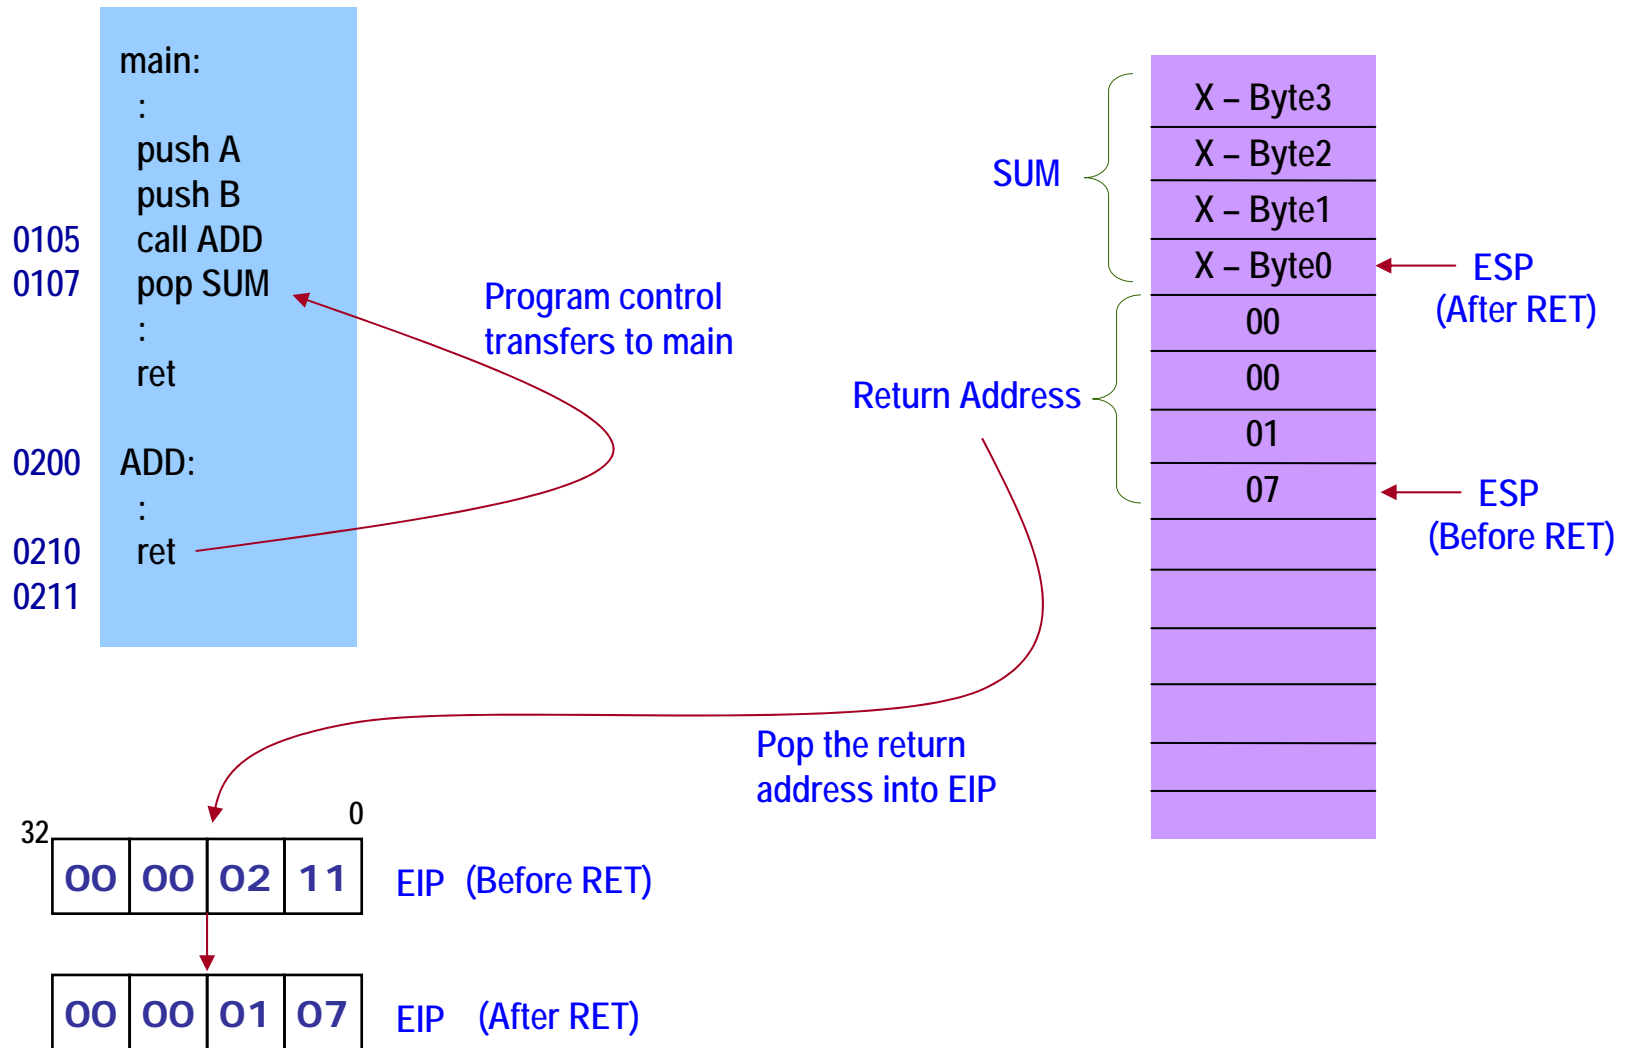 main:
:
push A
push B
0105 call ADD
0107 pop SUM
:
ret
0200 ADD:
:
0210 ret
0211
Program control
transfers to main
SUM
X – Byte3
X – Byte2
X – Byte1
X – Byte0
ESP
(After RET)
Return Address
00
00
01
07
ESP
(Before RET)
Pop the return
address into EIP
32 0
00 00 02 11 EIP (Before RET)
00 00 01 07 EIP (After RET)